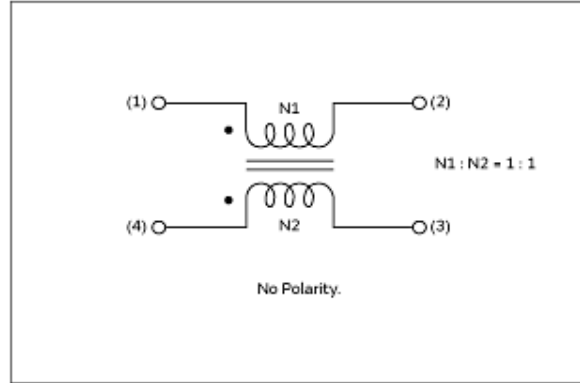 (1) (2)
N1
N1 : N2 = 1 : 1
(4) (3)
N2
No Polarity.